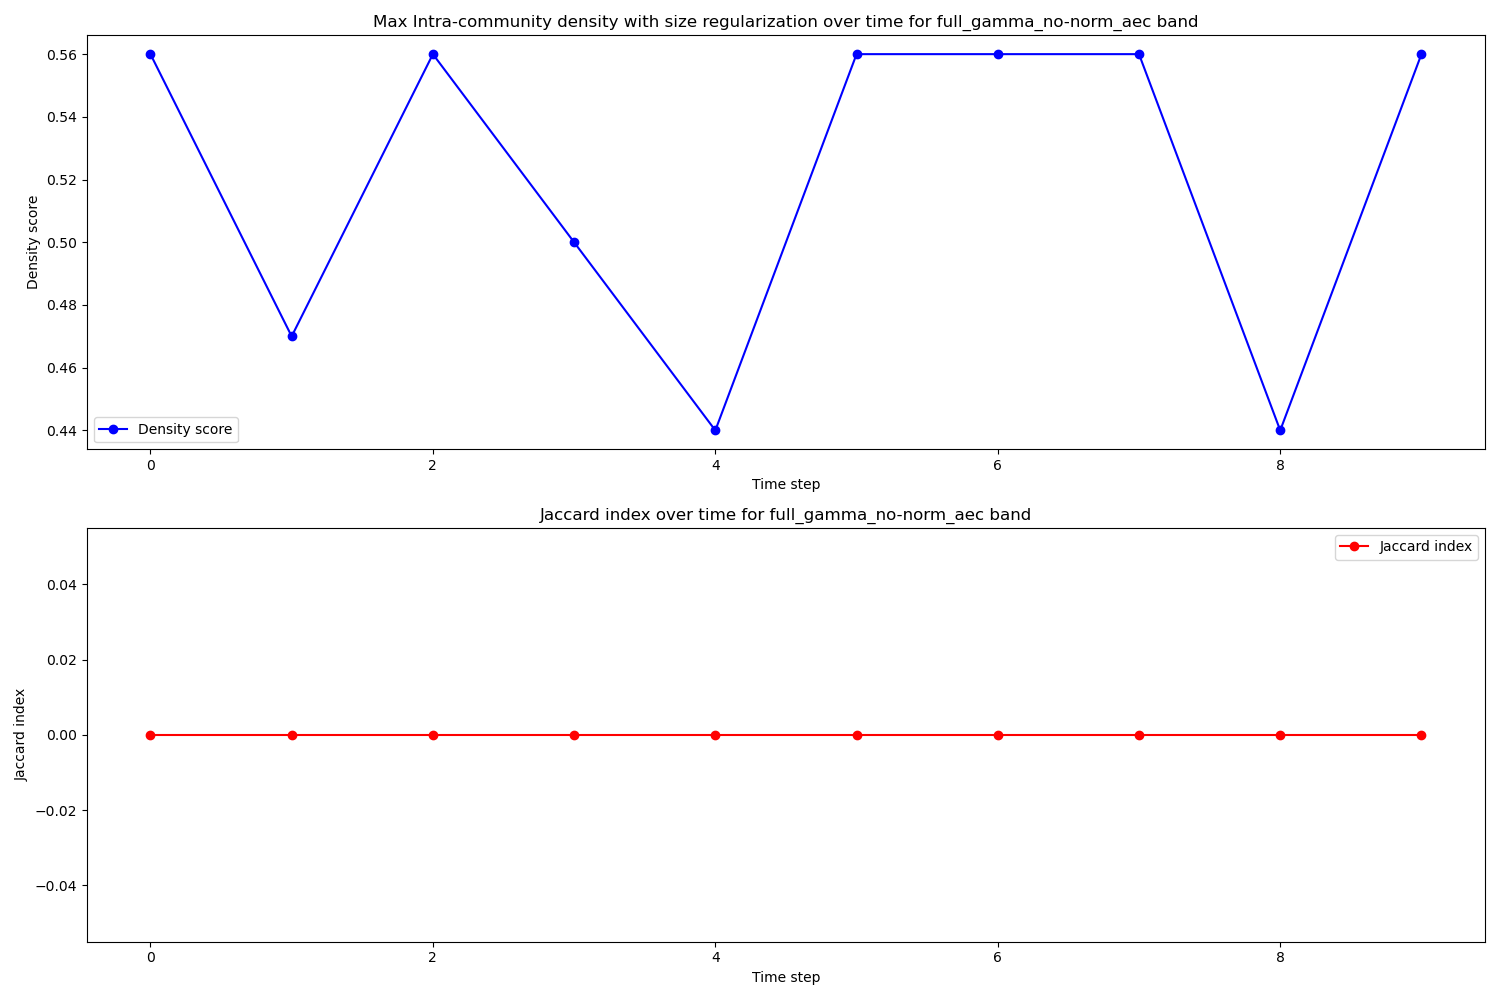 Max Intra-community density with size regularization over time for full_gamma_no-norm_aec band
Density score
0.56
0.54
0.52
0.50
0.48
0.46
0.44
Density score
0 2 4 6 8
Time step
Jaccard index over time for full_gamma_no-norm_aec band
Jaccard index
Jaccard index
0.04
0.02
0.00
−0.02
−0.04
0 2 4 6 8
Time step